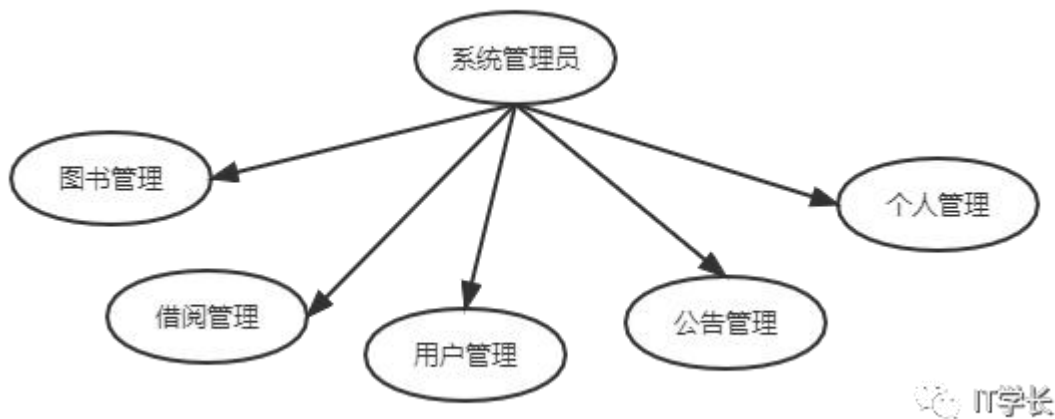 系统管理员
图书管理
个人管理
借阅管理
用户管理
公告管理
IT学长